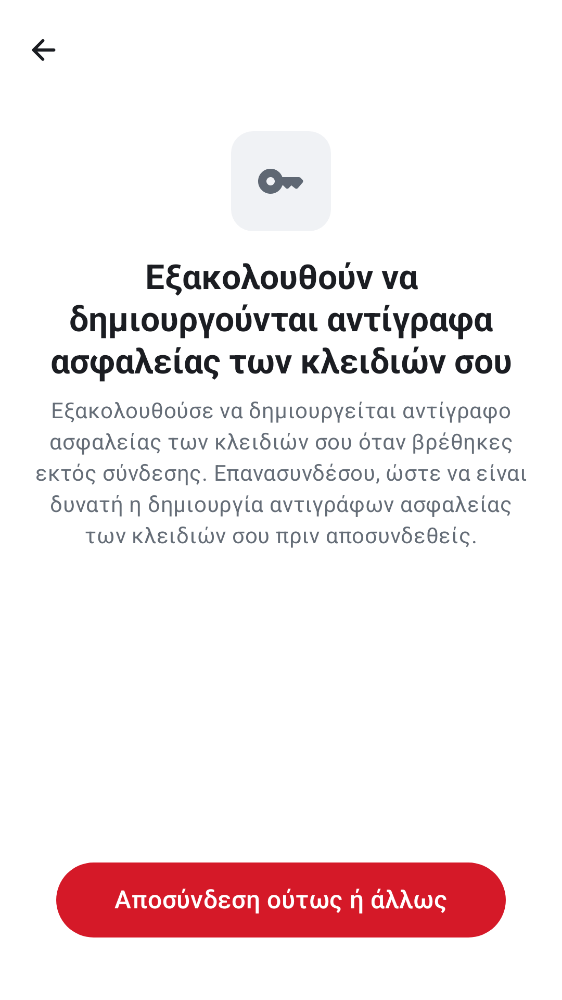 Εξακολουθούν να
δημιουργούνται αντίγραφα
ασφαλείας των κλειδιών σου
Εξακολουθούσε να δημιουργείται αντίγραφο
ασφαλείας των κλειδιών σου όταν βρέθηκες
εκτός σύνδεσης. Επανασυνδέσου, ώστε να είναι
δυνατή η δημιουργία αντιγράφων ασφαλείας
των κλειδιών σου πριν αποσυνδεθείς.
Αποσύνδεση ούτως ή άλλως